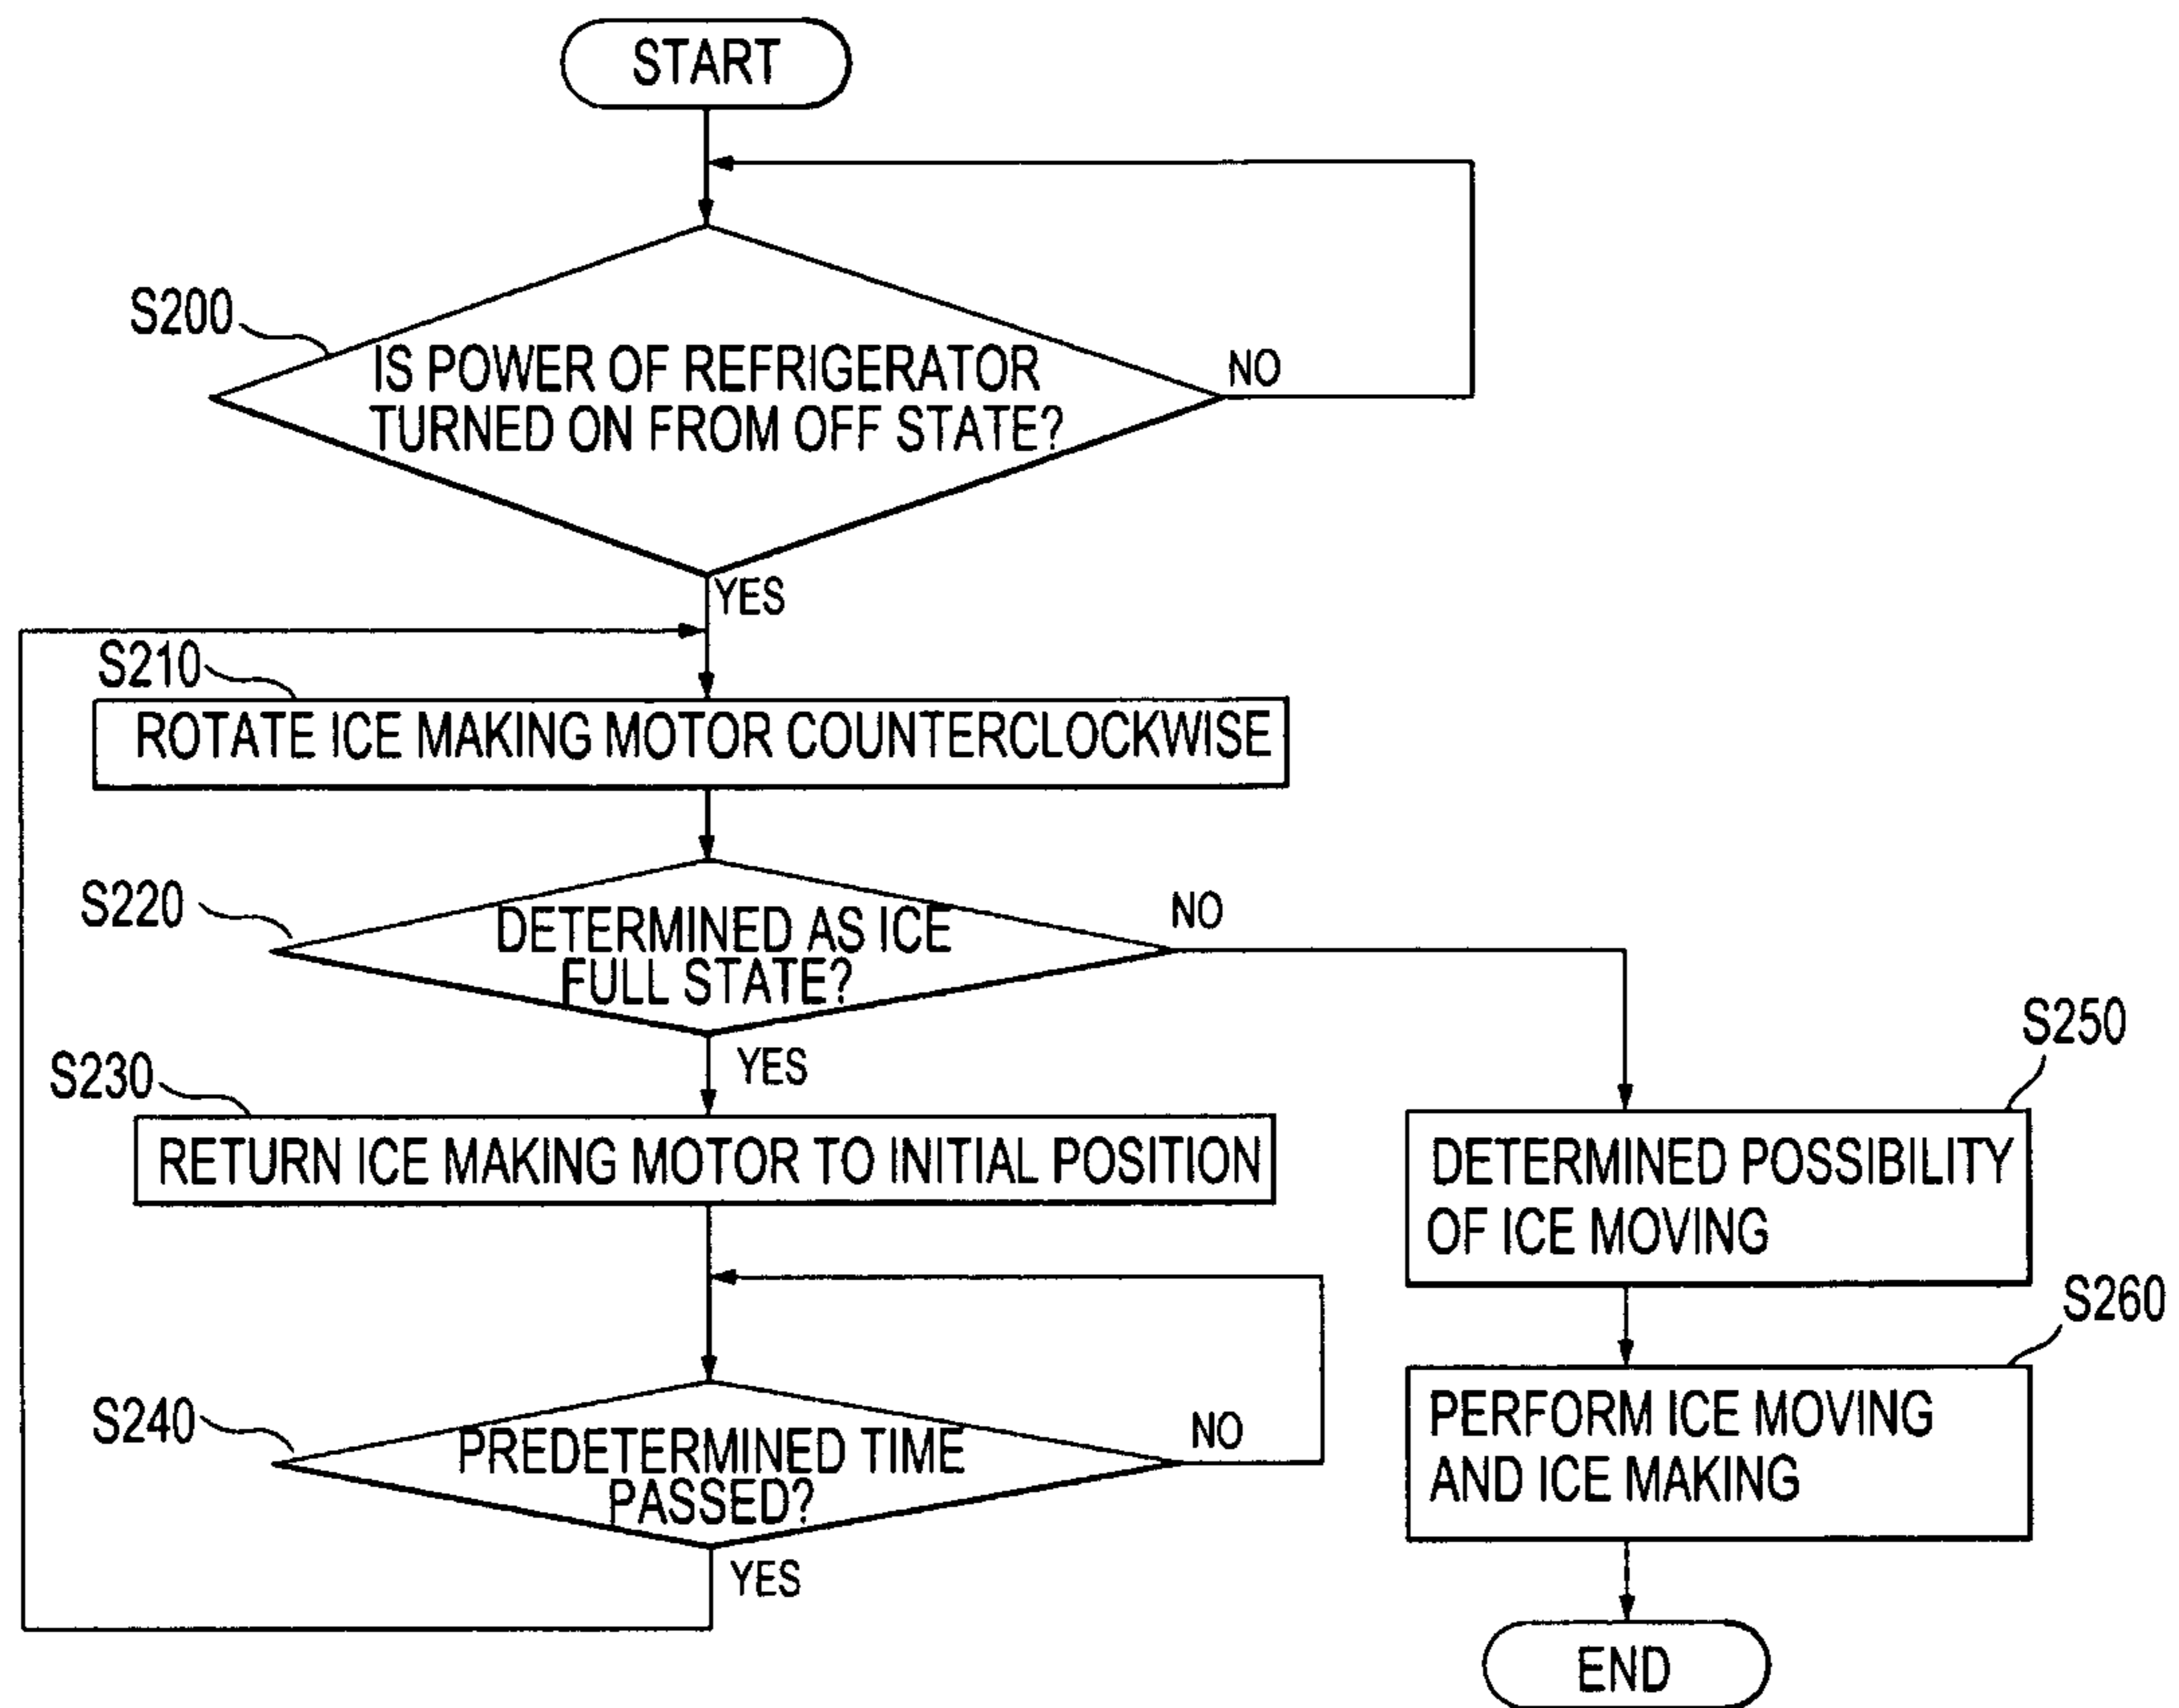 START
S200
IS POWER OF REFRIGERATOR
TURNED ON FROM OFF STATE?
NO
YES
S210
ROTATE ICE MAKING MOTOR COUNTERCLOCKWISE
S220
DETERMINED AS ICE
FULL STATE?
NO
YES
S230
RETURN ICE MAKING MOTOR TO INITIAL POSITION
S240
PREDETERMINED TIME
PASSED?
NO
YES
S250
DETERMINED POSSIBILITY
OF ICE MOVING
S260
PERFORM ICE MOVING
AND ICE MAKING
END